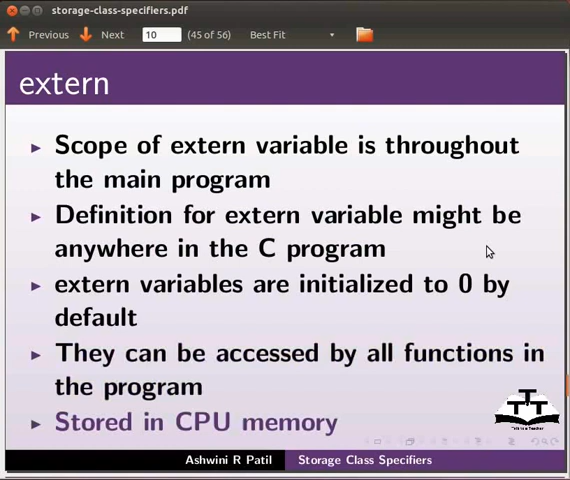 storage-class-specifiers.pdf
Previous Next 10 (45 of 56) Best Fit
extern
Scope of extern variable is throughout
the main program
Definition for extern variable might be
anywhere in the C program
extern variables are initialized to 0 by
default
They can be accessed by all functions in
the program
Stored in CPU memory
Ashwini R Patil Storage Class Specifiers